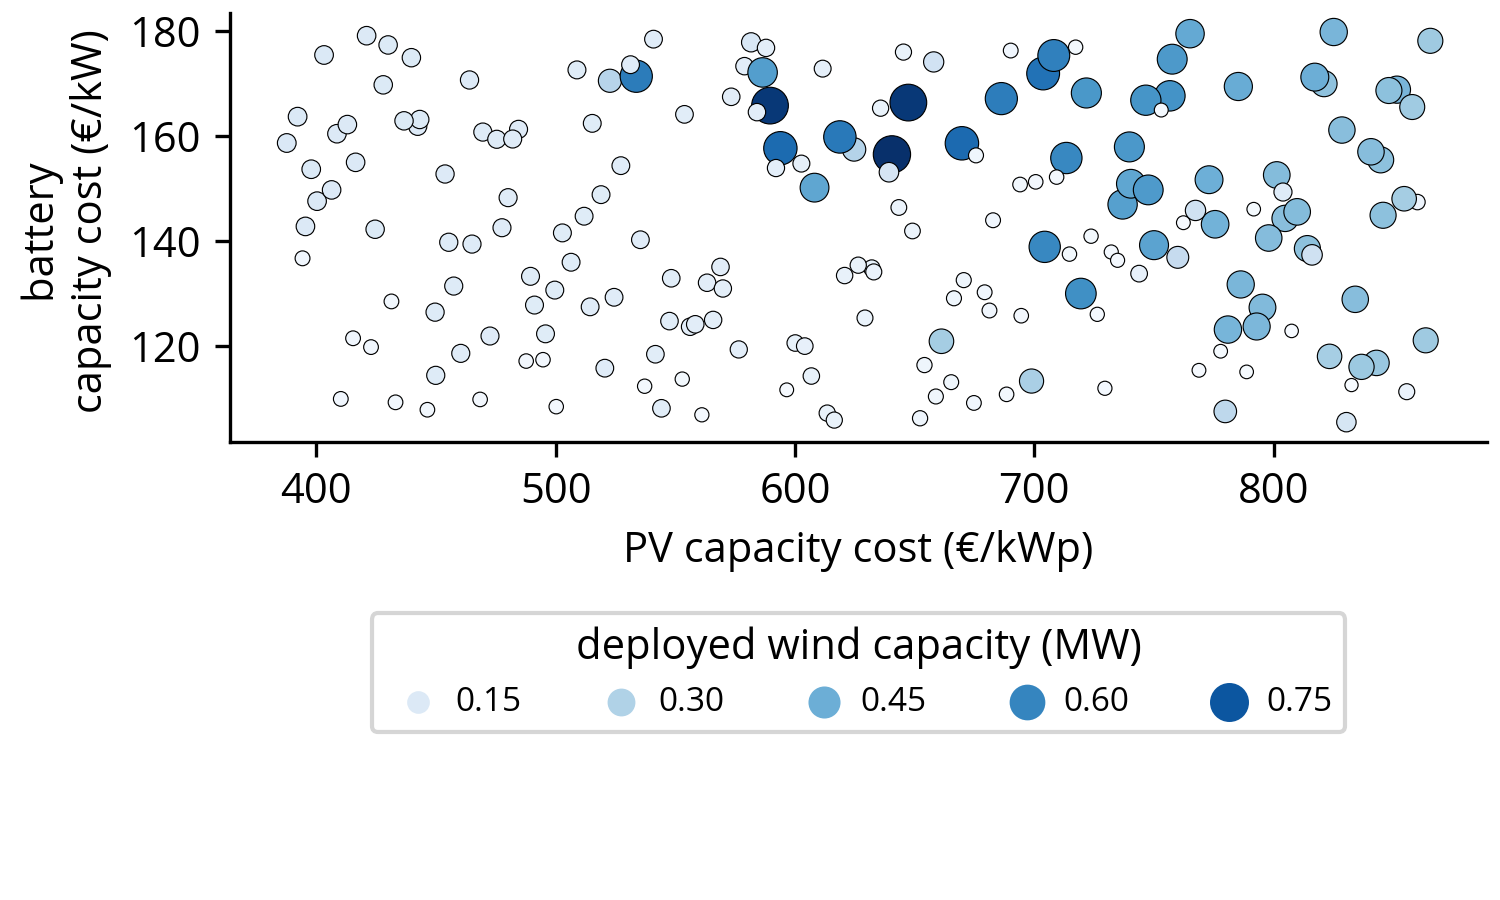 battery
capacity cost (€/kW)
180
160
140
120
400 500 600 700 800
PV capacity cost (€/kWp)
deployed wind capacity (MW)
0.15 0.30 0.45 0.60 0.75